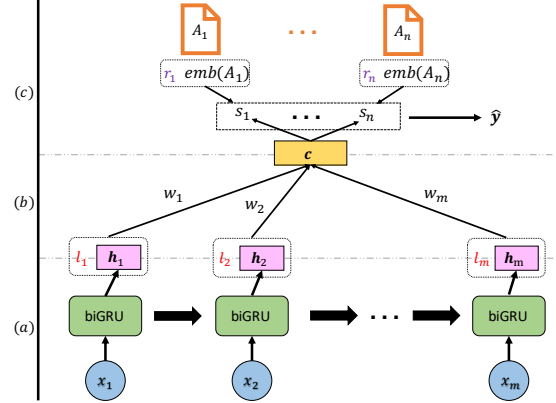 A₁ ... Aₙ
(c) r₁ emb(A₁) rₙ emb(Aₙ)
s₁ ... sₙ ŷ
c
(b) w₁ w₂ wₘ
l₁ h₁ l₂ h₂ lₘ hₘ
(a) biGRU biGRU ... biGRU
x₁ x₂ xₘ